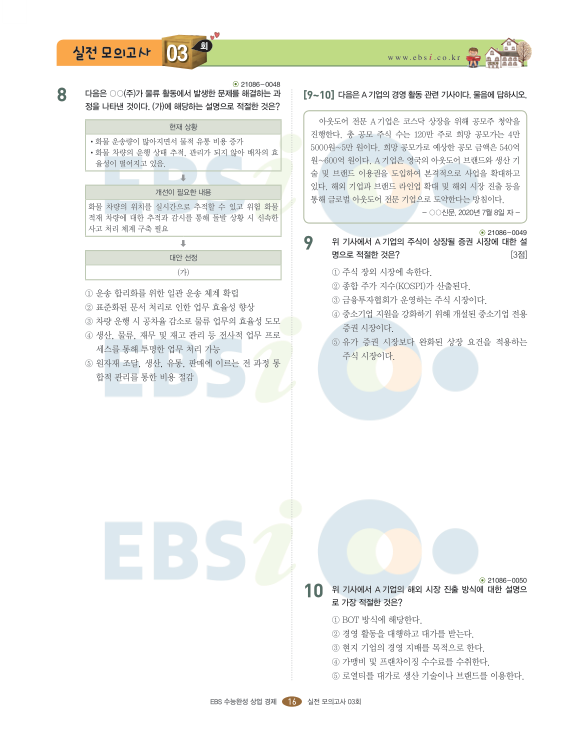 실전 모의고사 03 회
www.ebsi.co.kr
21086-0048
8 다음은 ○○(주)가 물류 활동에서 발생한 문제를 해결하는 과
정을 나타낸 것이다. (가)에 해당하는 설명으로 적절한 것은?
현재 상황
• 화물 운송량이 많아지면서 물적 유통 비용 증가
• 화물 차량의 운행 상태 추적, 관리가 되지 않아 배차의 효
율성이 떨어지고 있음.
개선이 필요한 내용
화물 차량의 위치를 실시간으로 추적할 수 있고 위험 화물
적재 차량에 대한 추적과 감시를 통해 돌발 상황 시 신속한
사고 처리 체계 구축 필요
대안 선정
(가)
① 운송 합리화를 위한 일관 운송 체계 확립
② 표준화된 문서 처리로 인한 업무 효율성 향상
③ 차량 운행 시 공차율 감소로 물류 업무의 효율성 도모
④ 생산, 물류, 재무 및 재고 관리 등 전사적 업무 프로
세스를 통해 투명한 업무 처리 가능
⑤ 원자재 조달, 생산, 유통, 판매에 이르는 전 과정 통
합적 관리를 통한 비용 절감
[9~10] 다음은 A 기업의 경영 활동 관련 기사이다. 물음에 답하시오.
아웃도어 전문 A 기업은 코스닥 상장을 위해 공모주 청약을
진행한다. 총 공모 주식 수는 120만 주로 희망 공모가는 4만
5000원~5만 원이다. 희망 공모가로 예상한 공모 금액은 540억
원~600억 원이다. A 기업은 영국의 아웃도어 브랜드와 생산 기
술 및 브랜드 이용권을 도입하여 본격적으로 사업을 확대하고
있다. 해외 기업과 브랜드 라인업 확대 및 해외 시장 진출 등을
통해 글로벌 아웃도어 전문 기업으로 도약한다는 방침이다.
- ○○신문, 2020년 7월 8일 자 -
21086-0049
9 위 기사에서 A 기업의 주식이 상장될 증권 시장에 대한 설
명으로 적절한 것은? [3점]
① 주식 장외 시장에 속한다.
② 종합 주가 지수(KOSPI)가 산출된다.
③ 금융투자협회가 운영하는 주식 시장이다.
④ 중소기업 지원을 강화하기 위해 개설된 중소기업 전용
증권 시장이다.
⑤ 유가 증권 시장보다 완화된 상장 요건을 적용하는
주식 시장이다.
21086-0050
10 위 기사에서 A 기업의 해외 시장 진출 방식에 대한 설명으
로 가장 적절한 것은?
① BOT 방식에 해당한다.
② 경영 활동을 대행하고 대가를 받는다.
③ 현지 기업의 경영 지배를 목적으로 한다.
④ 가맹비 및 프랜차이징 수수료를 수취한다.
⑤ 로열티를 대가로 생산 기술이나 브랜드를 이용한다.
EBSi
EBSi
EBSi
EBS 수능완성 상업 경제 16 실전 모의고사 03회